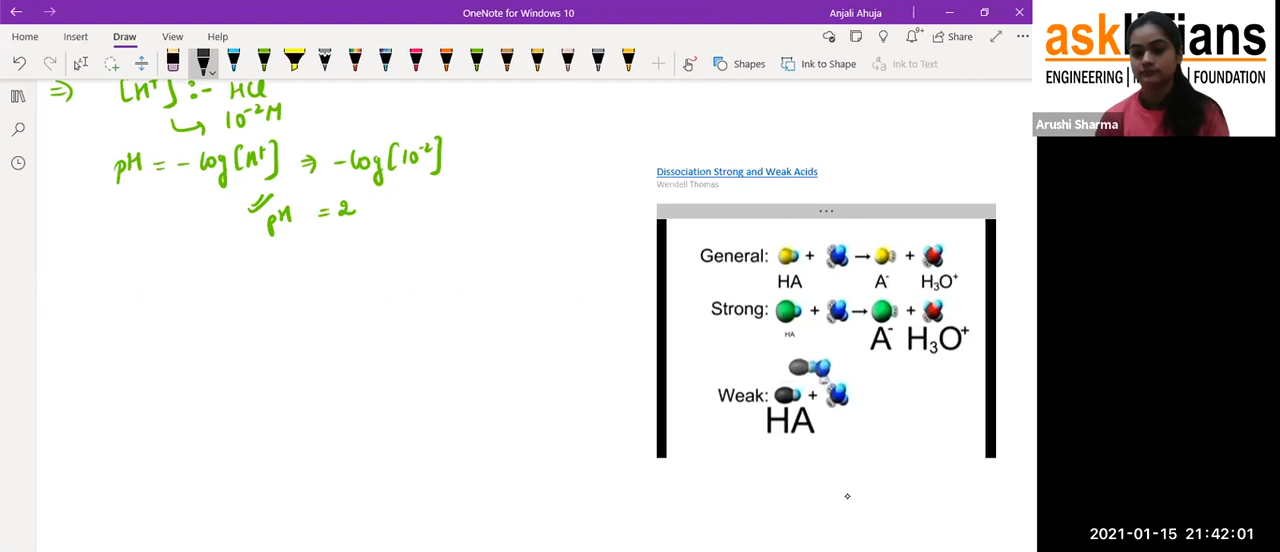 OneNote for Windows 10
Anjali Ahuja
Home Insert Draw View Help
Share
Shapes Ink to Shape Ink to Text
⇒ [H⁺] :- HCl
↳ 10⁻² M
pH = - log [H⁺] ⇒ - log [10⁻²]
pH = 2
Dissociation Strong and Weak Acids
Wendell Thomas
General: + → +
HA A⁻ H₃O⁺
Strong: + → +
HA A⁻ H₃O⁺
Weak: +
HA
ENGINEERING FOUNDATION
Arushi Sharma
2021-01-15 21:42:01